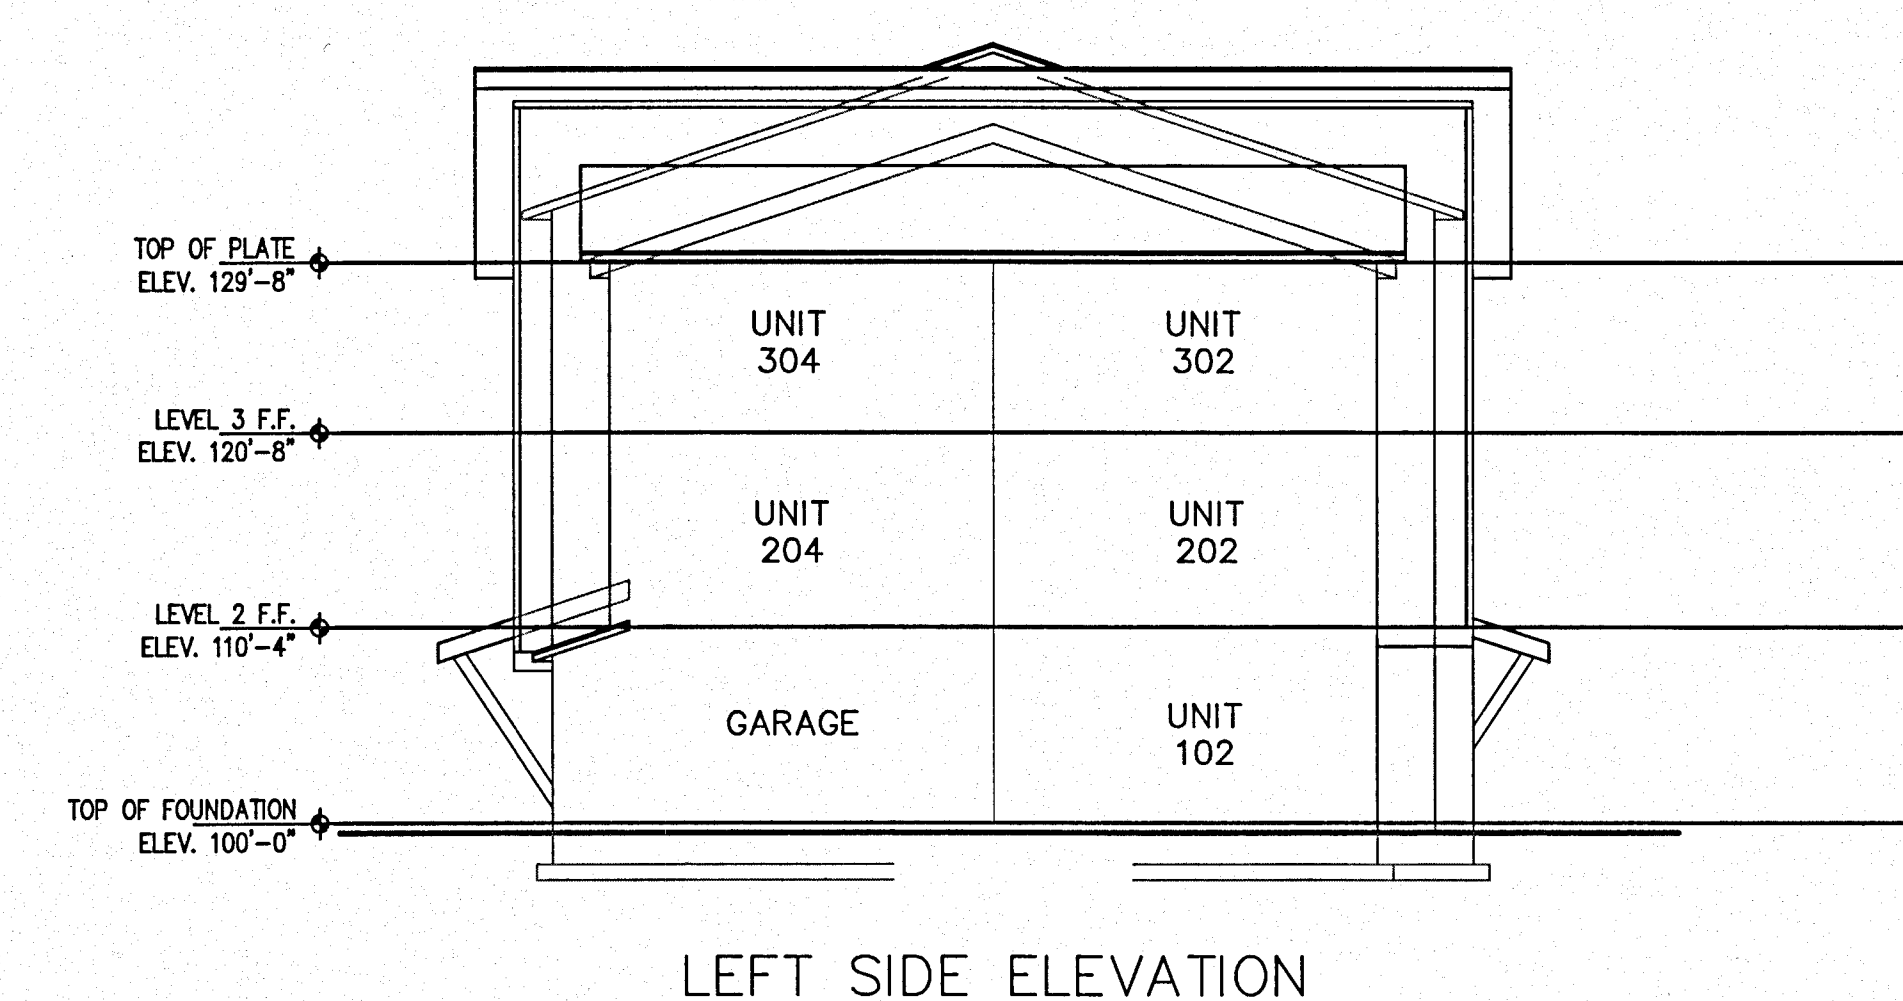 TOP OF PLATE
ELEV. 129'-8"
UNIT
304
UNIT
302
LEVEL 3 F.F.
ELEV. 120'-8"
UNIT
204
UNIT
202
LEVEL 2 F.F.
ELEV. 110'-4"
GARAGE
UNIT
102
TOP OF FOUNDATION
ELEV. 100'-0"
LEFT SIDE ELEVATION